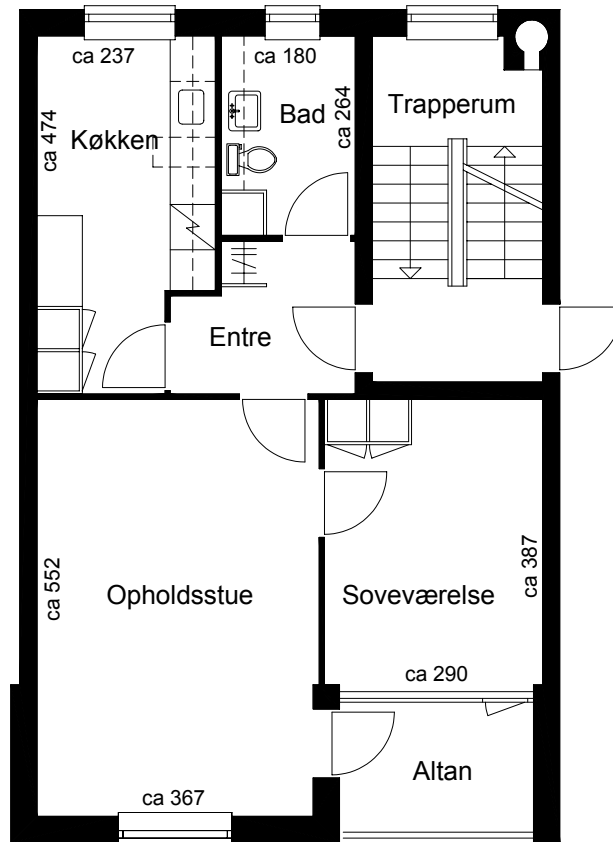 ca 237
ca 180
Køkken
ca 474
Bad
ca 264
Trapperum
Entre
Opholdsstue
ca 552
Soveværelse
ca 387
ca 290
Altan
ca 367